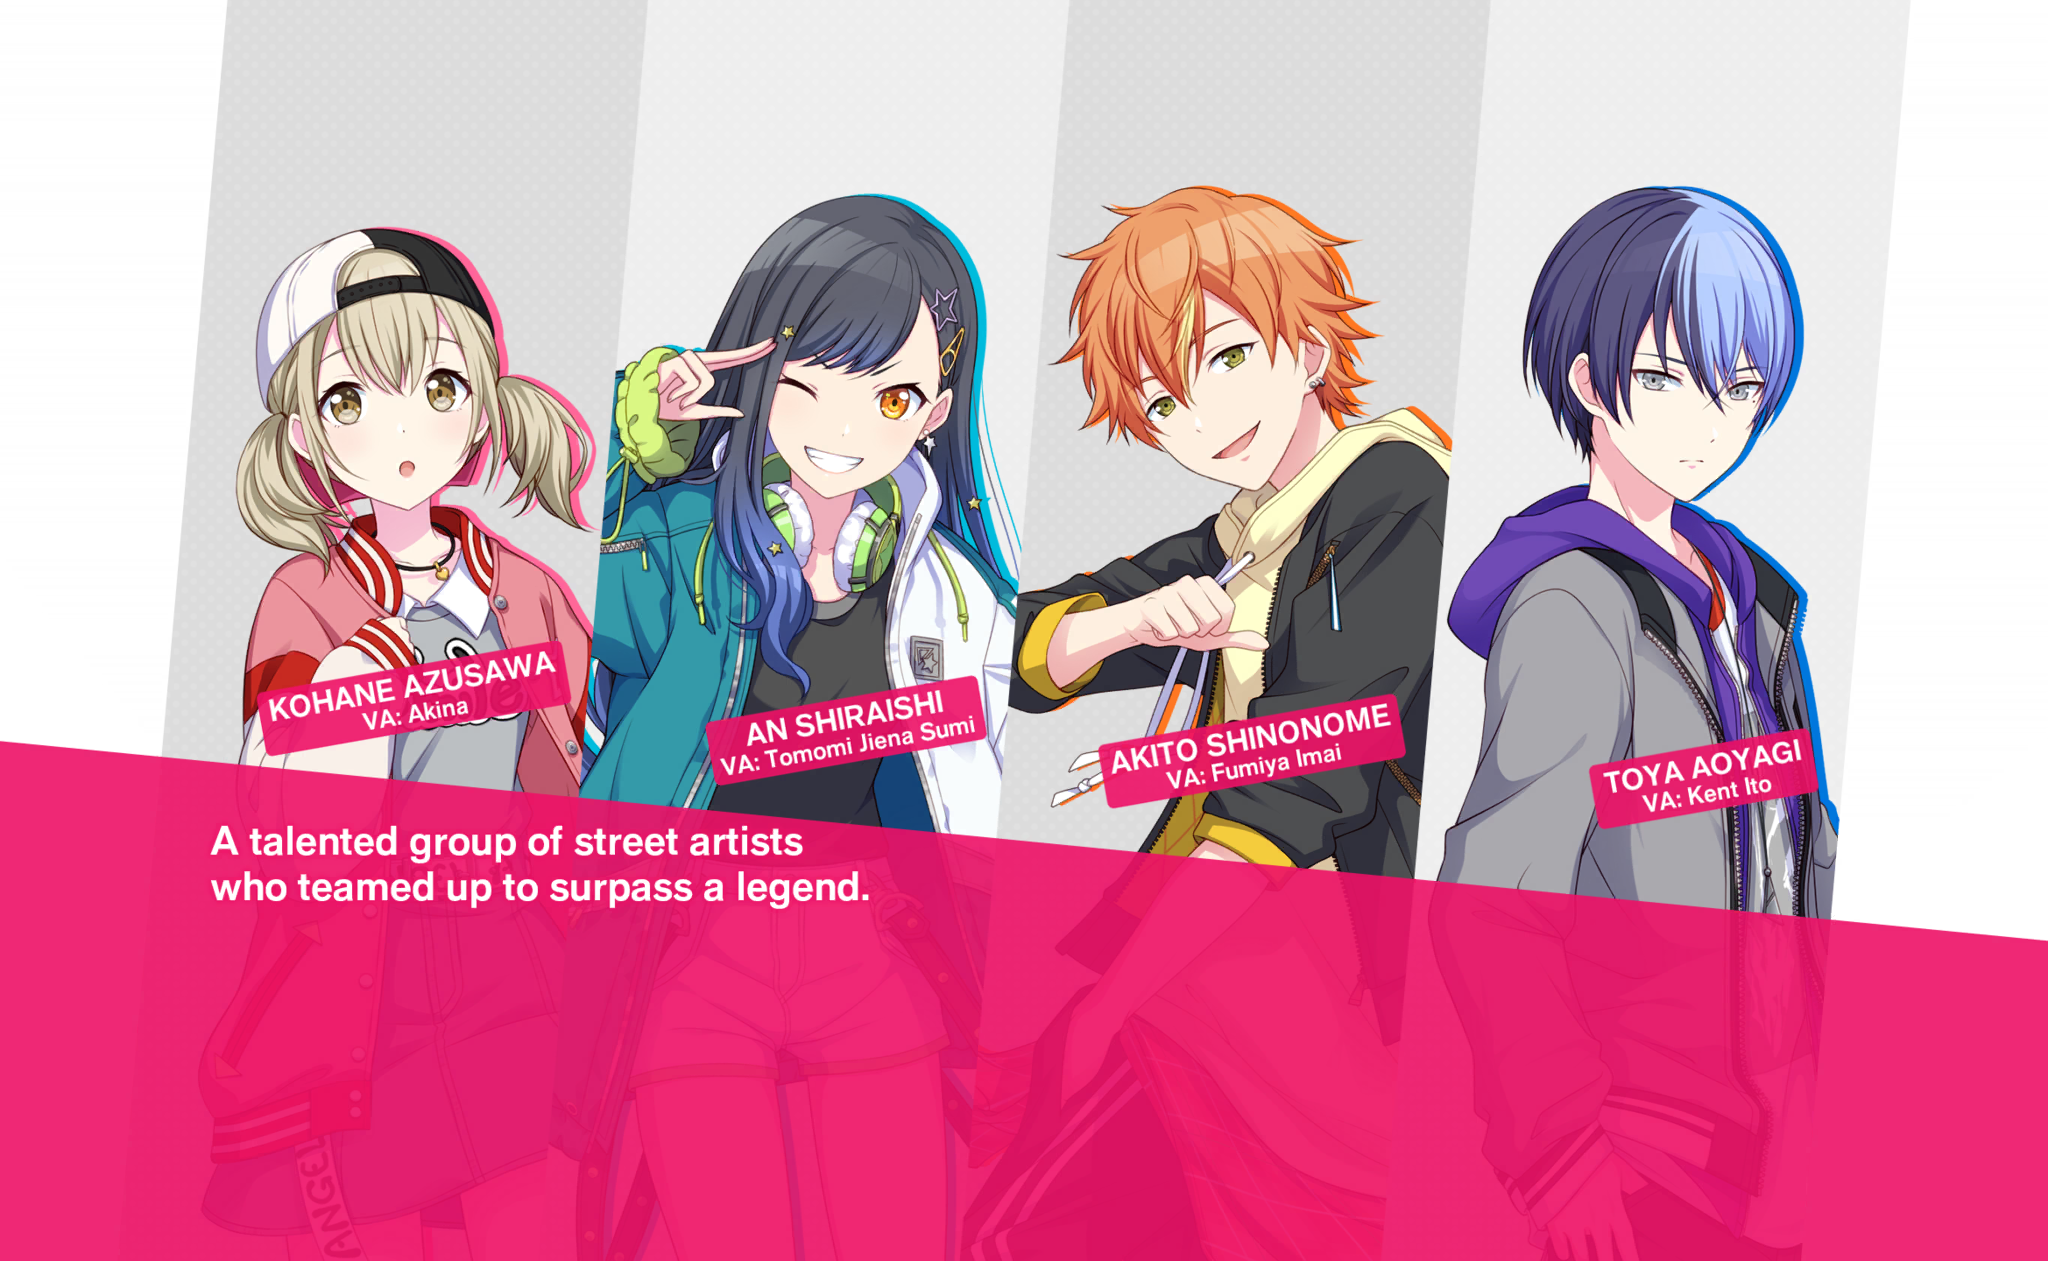 KOHANE AZUSAWA
VA: Akina
AN SHIRAISHI
VA: Tomomi Jiena Sumi
AKITO SHINONOME
VA: Fumiya Imai
TOYA AOYAGI
VA: Kent Ito
A talented group of street artists
who teamed up to surpass a legend.